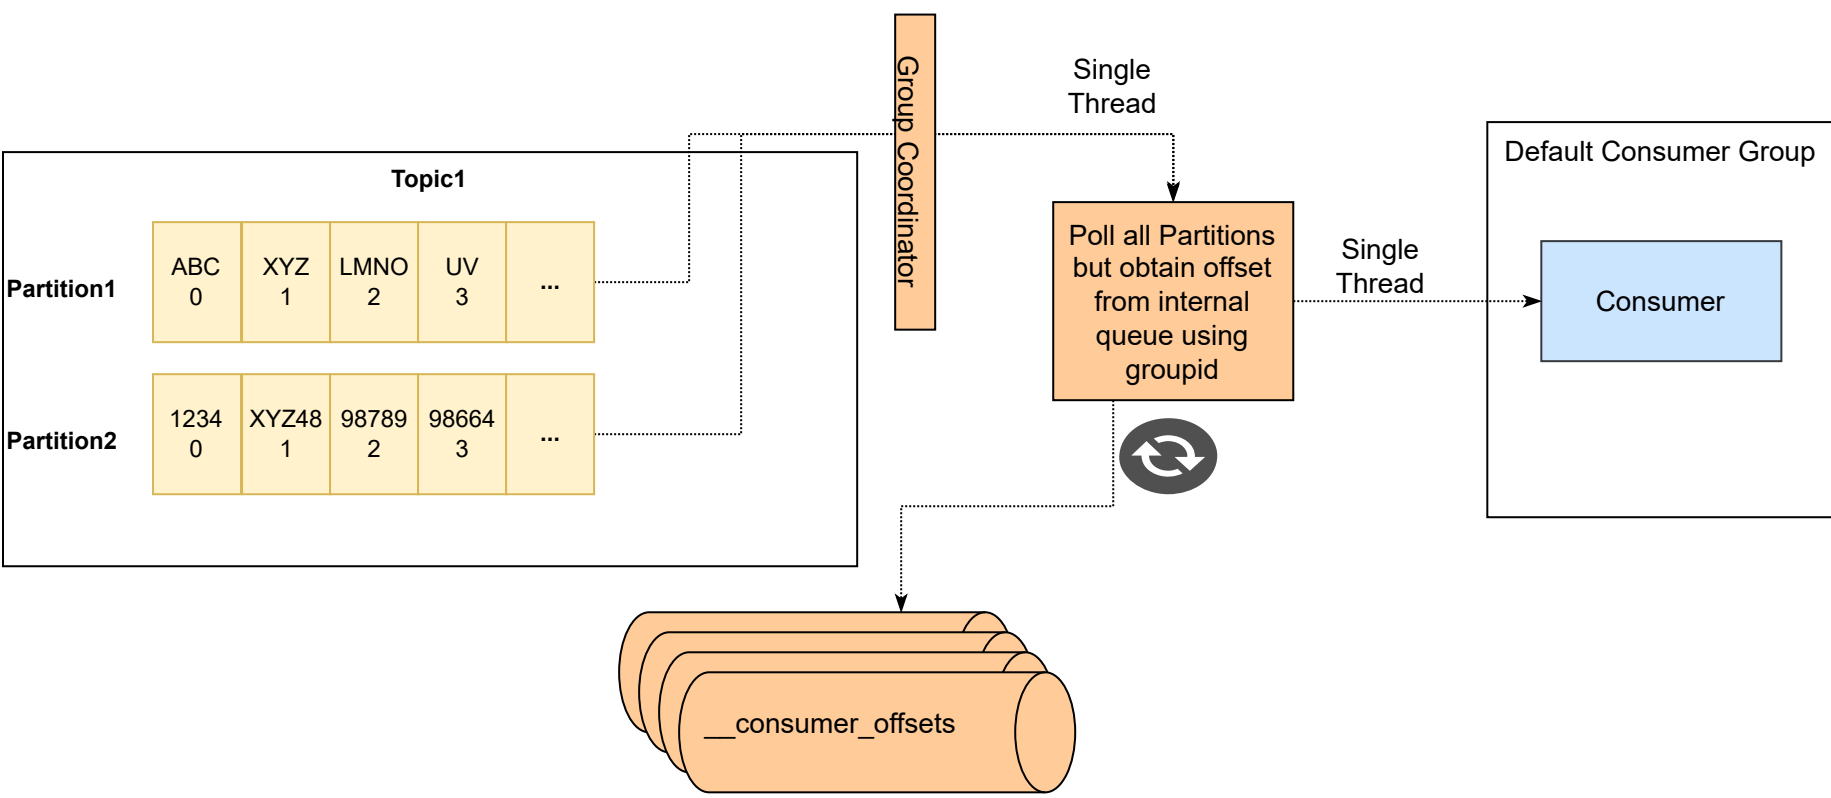 Group Coordinator
Single
Thread
Topic1
Partition1
ABC
0
XYZ
1
LMNO
2
UV
3
...
Partition2
1234
0
XYZ48
1
98789
2
98664
3
...
Poll all Partitions
but obtain offset
from internal
queue using
groupid
Single
Thread
Default Consumer Group
Consumer
__consumer_offsets